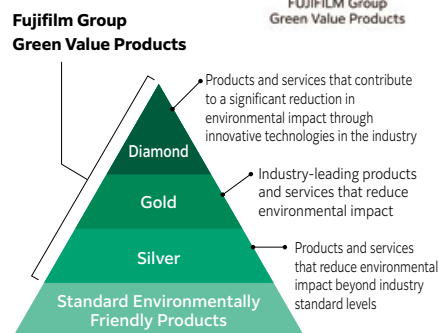 FUJIFILM Group
Green Value Products
Fujifilm Group
Green Value Products
Products and services that contribute
to a significant reduction in
environmental impact through
innovative technologies in the industry
Diamond
Industry-leading products
and services that reduce
environmental impact
Gold
Products and services
that reduce environmental
impact beyond industry
standard levels
Silver
Standard Environmentally
Friendly Products